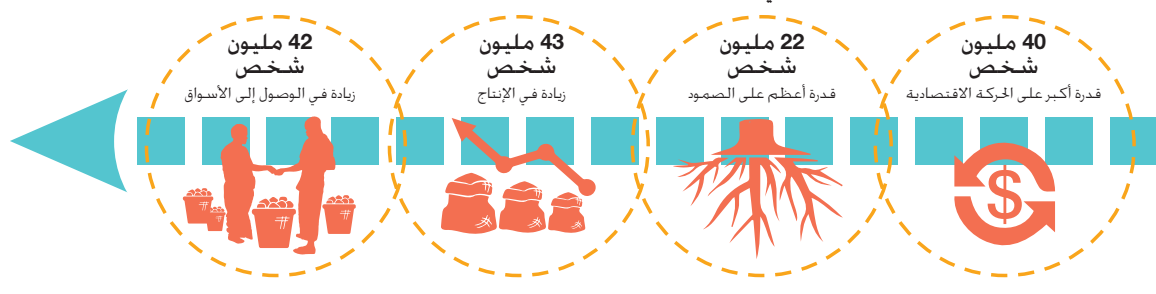 40 مليون
شخص
قدرة أكبر على الحركة الاقتصادية
22 مليون
شخص
قدرة أعظم على الصمود
43 مليون
شخص
زيادة في الإنتاج
42 مليون
شخص
زيادة في الوصول إلى الأسواق
$